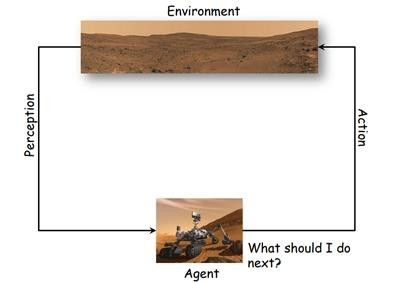 Environment
Perception
Action
What should I do
next?
Agent